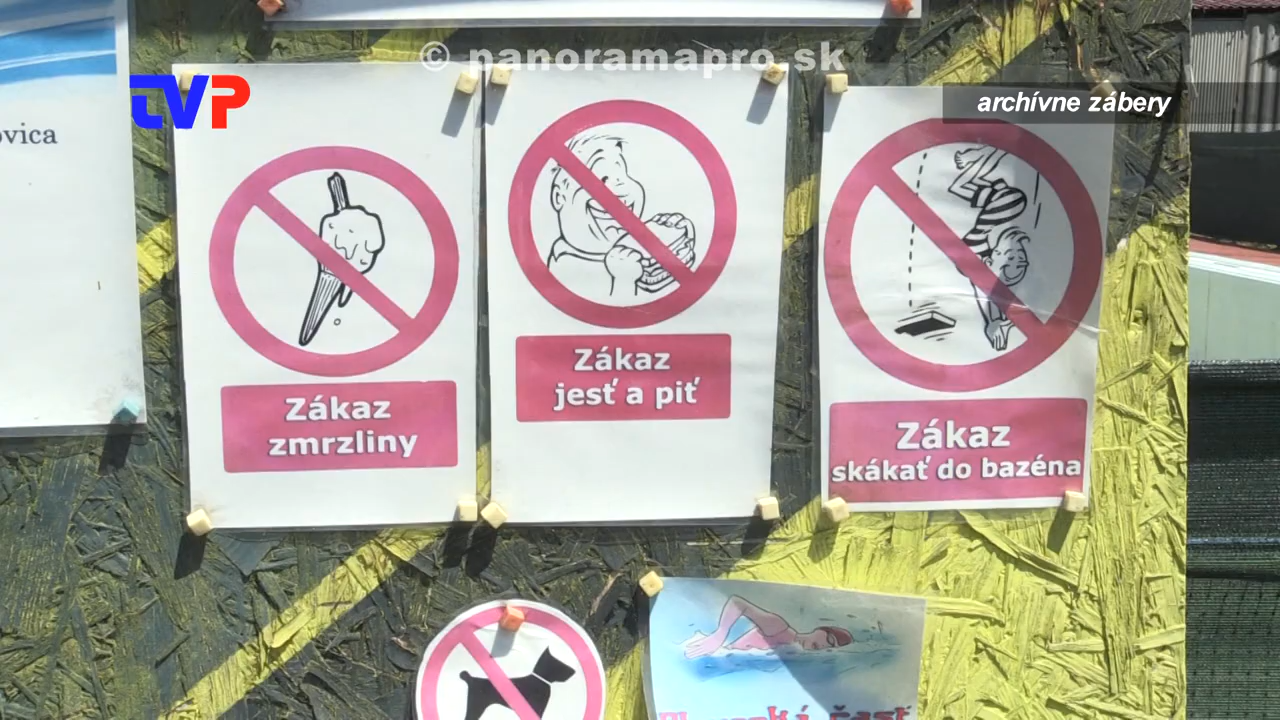 © panoramapro.sk
TVP
archívne zábery
ovica
Zákaz
zmrzliny
Zákaz
jesť a piť
Zákaz
skákať do bazéna